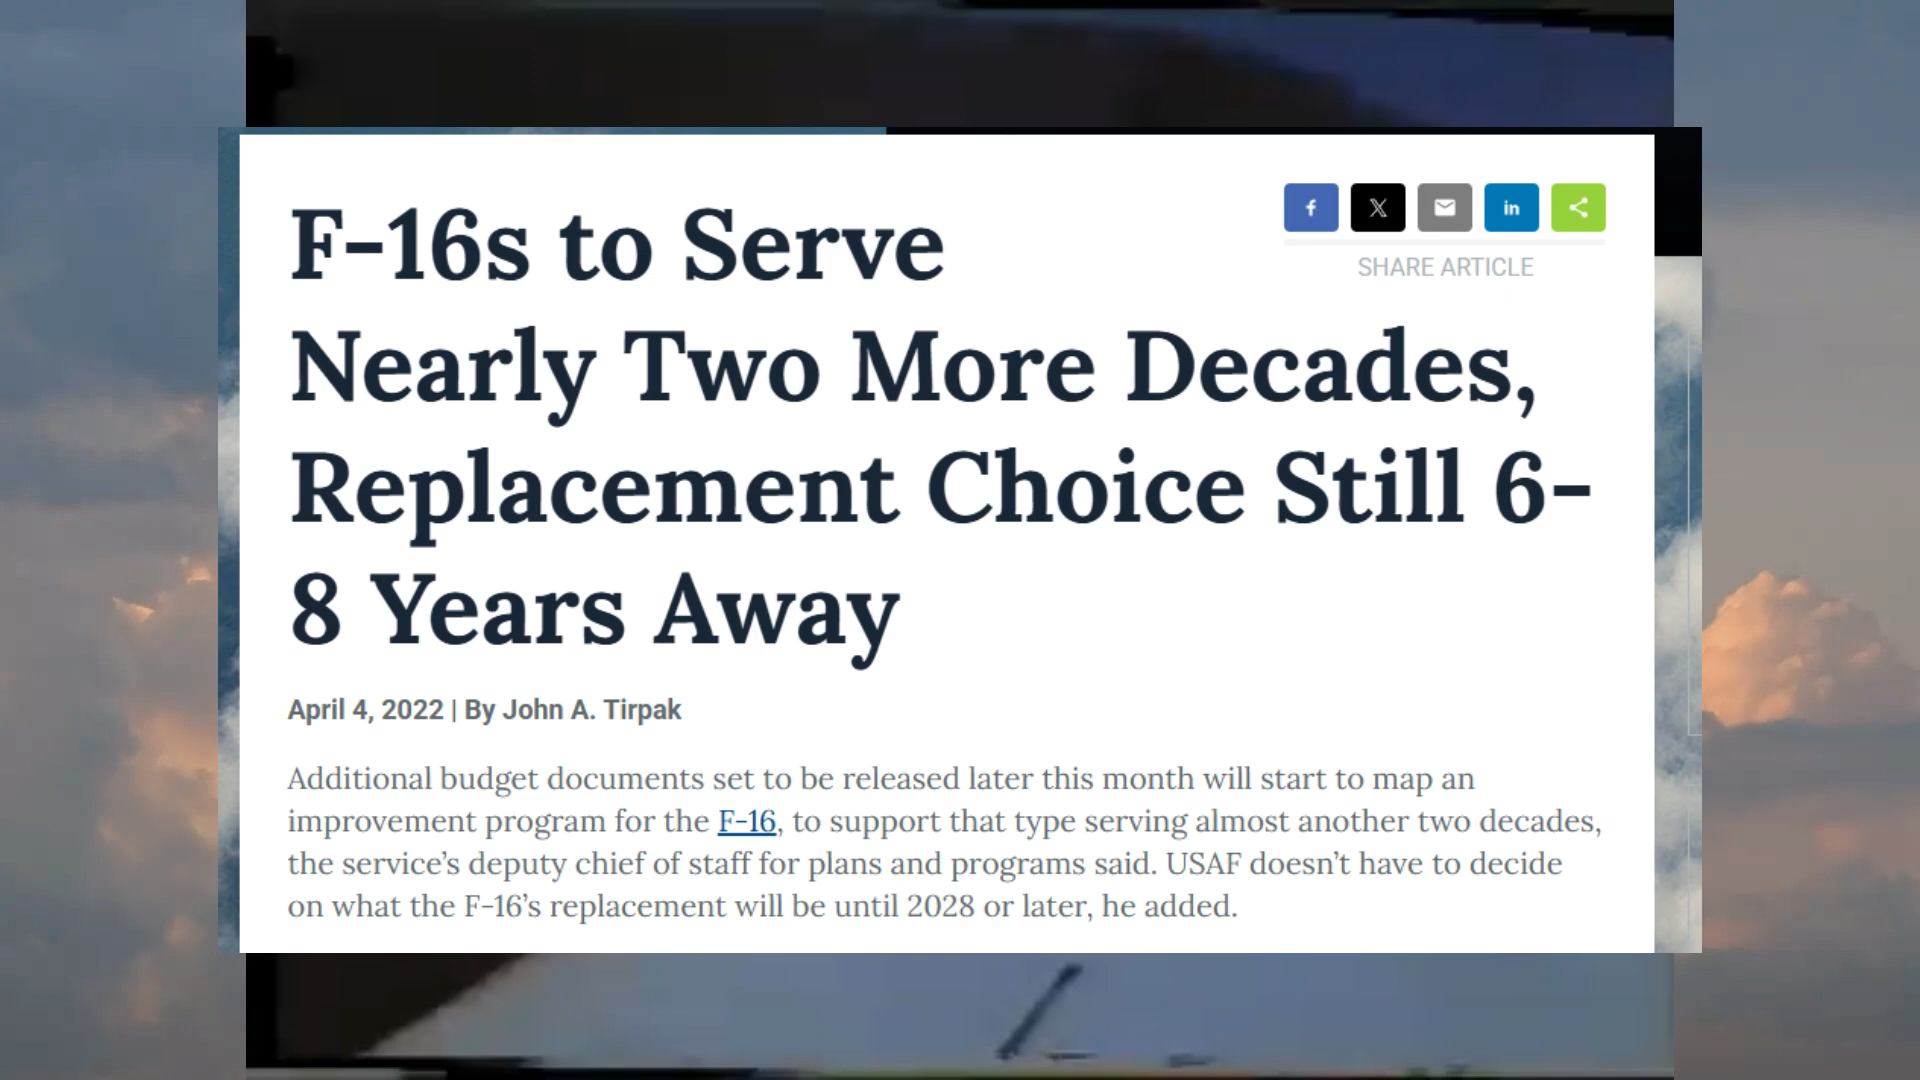 F-16s to Serve
Nearly Two More Decades,
Replacement Choice Still 6-
8 Years Away
f X in
SHARE ARTICLE
April 4, 2022 | By John A. Tirpak
Additional budget documents set to be released later this month will start to map an
improvement program for the F-16, to support that type serving almost another two decades,
the service’s deputy chief of staff for plans and programs said. USAF doesn’t have to decide
on what the F-16’s replacement will be until 2028 or later, he added.